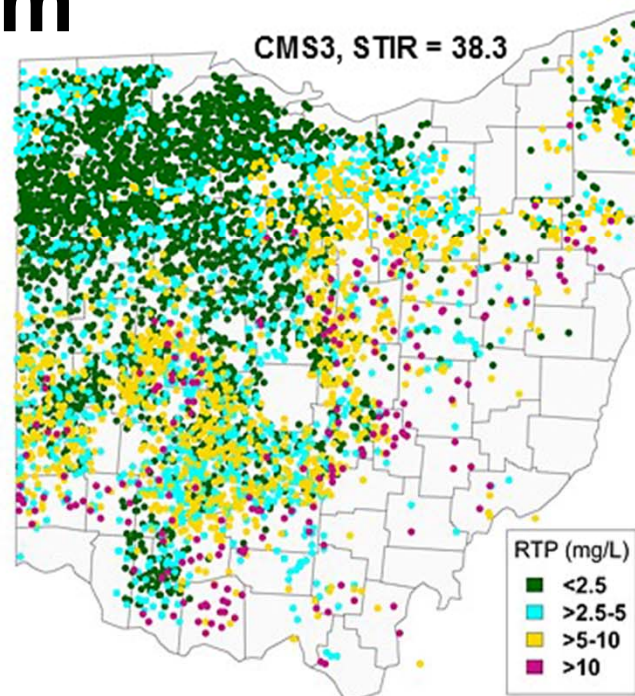 m
CMS3, STIR = 38.3
RTP (mg/L)
<2.5
>2.5-5
>5-10
>10